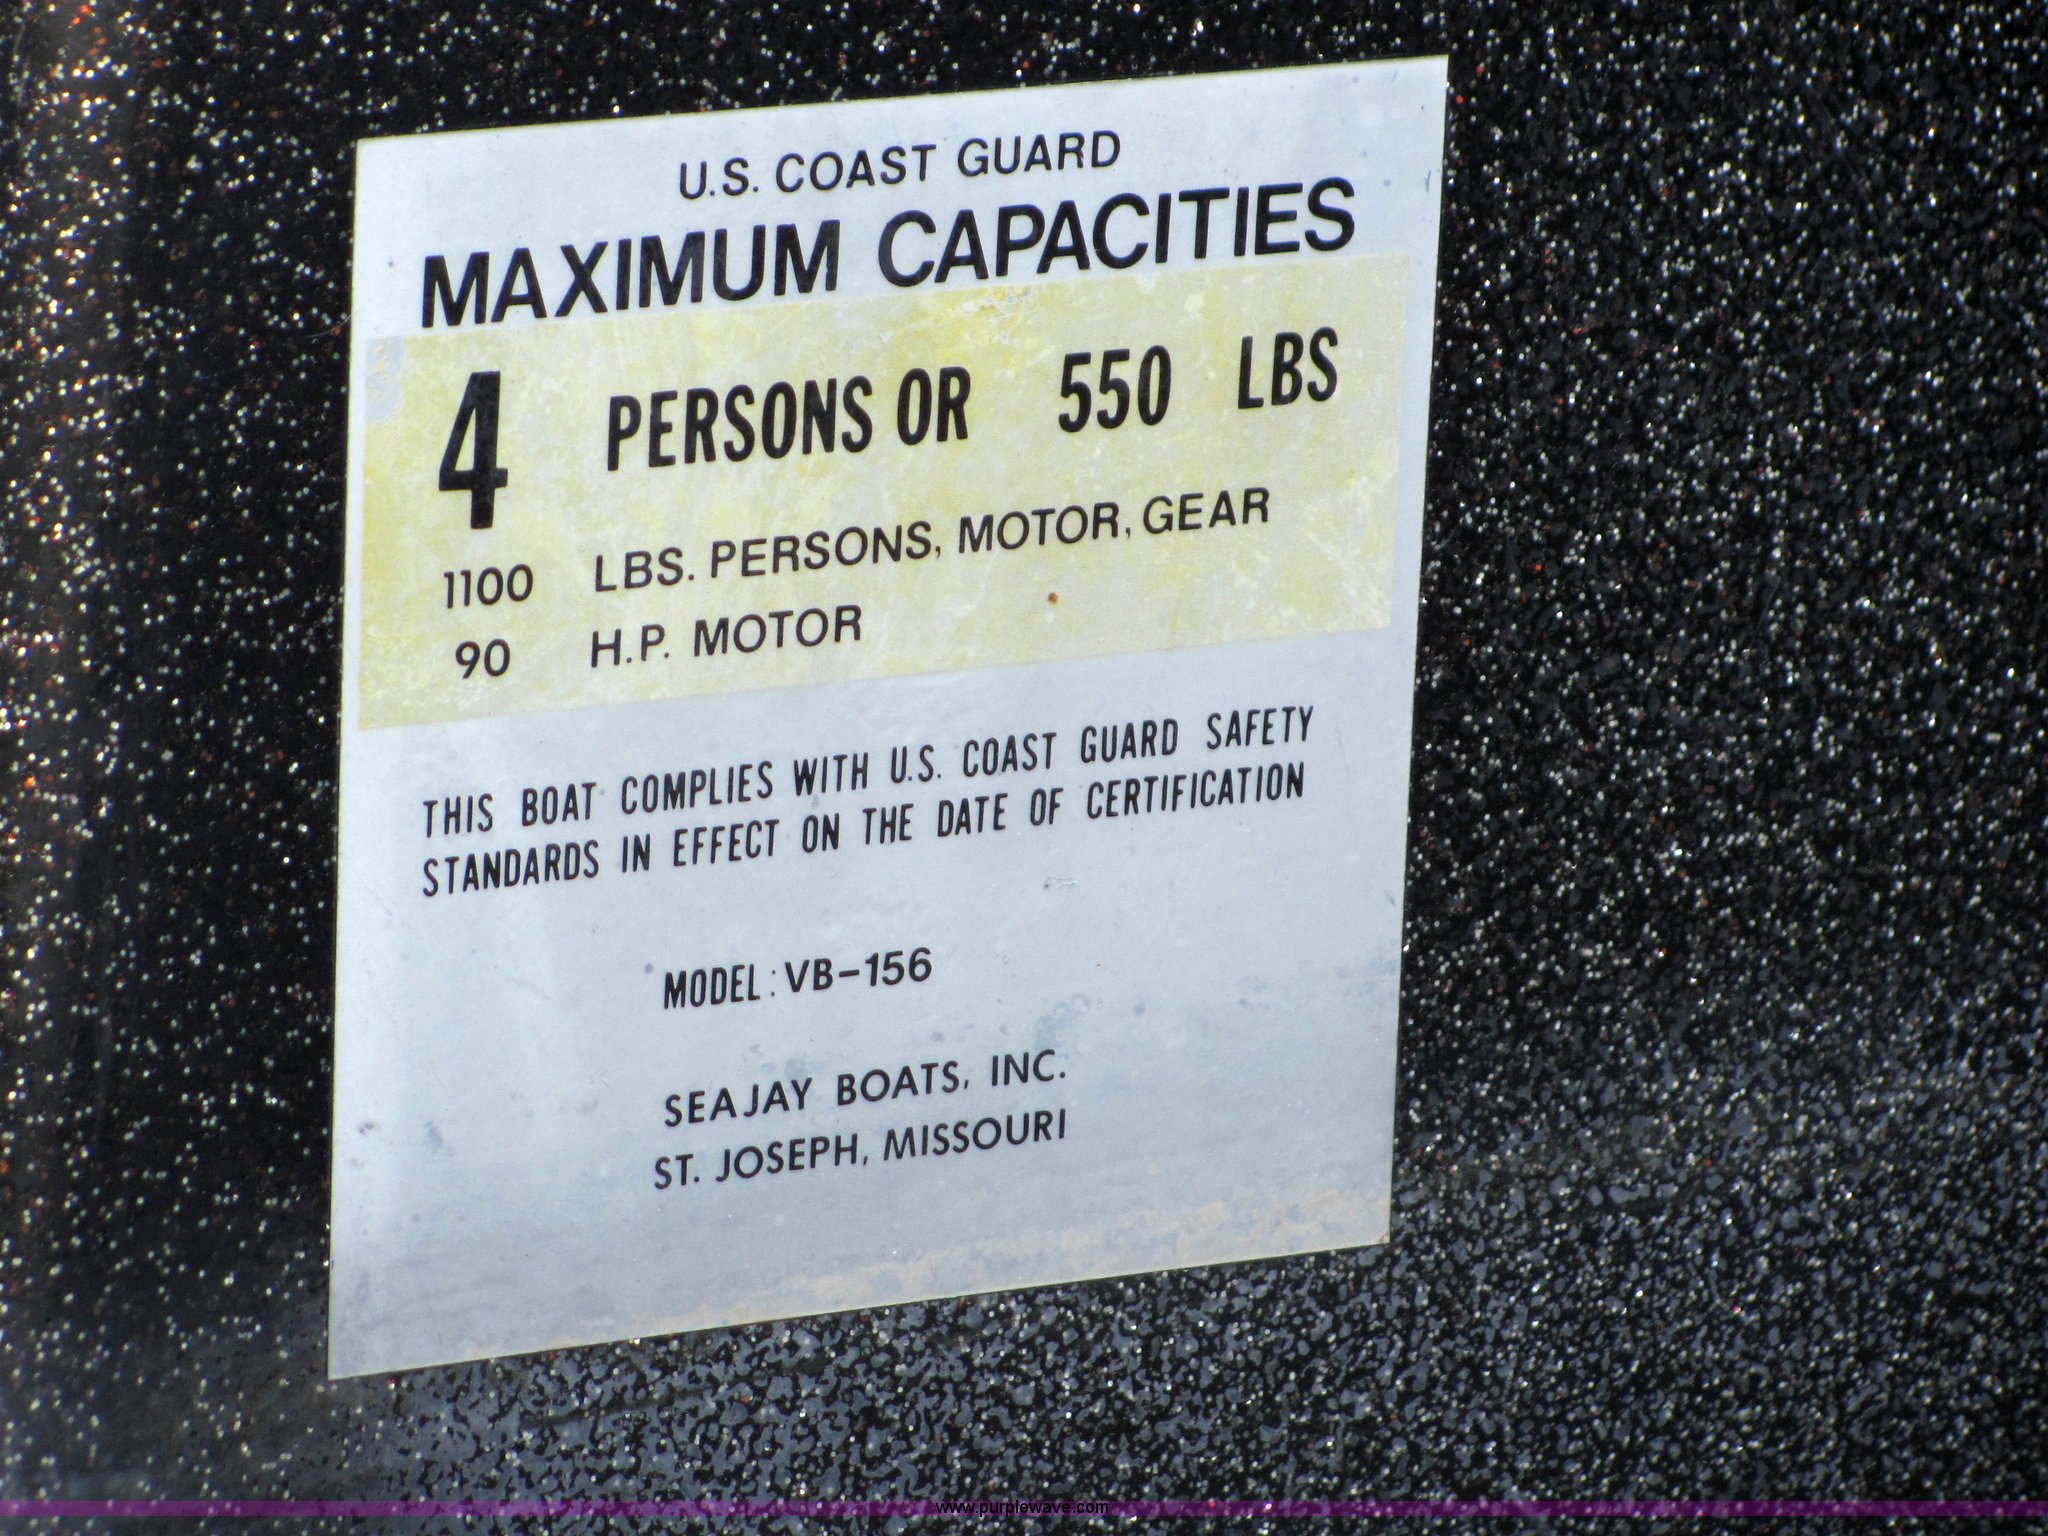 U.S. COAST GUARD
MAXIMUM CAPACITIES
4 PERSONS OR 550 LBS
1100 LBS. PERSONS, MOTOR, GEAR
90 H.P. MOTOR
THIS BOAT COMPLIES WITH U.S. COAST GUARD SAFETY
STANDARDS IN EFFECT ON THE DATE OF CERTIFICATION
MODEL: VB-156
SEAJAY BOATS, INC.
ST. JOSEPH, MISSOURI
www.purplewave.com